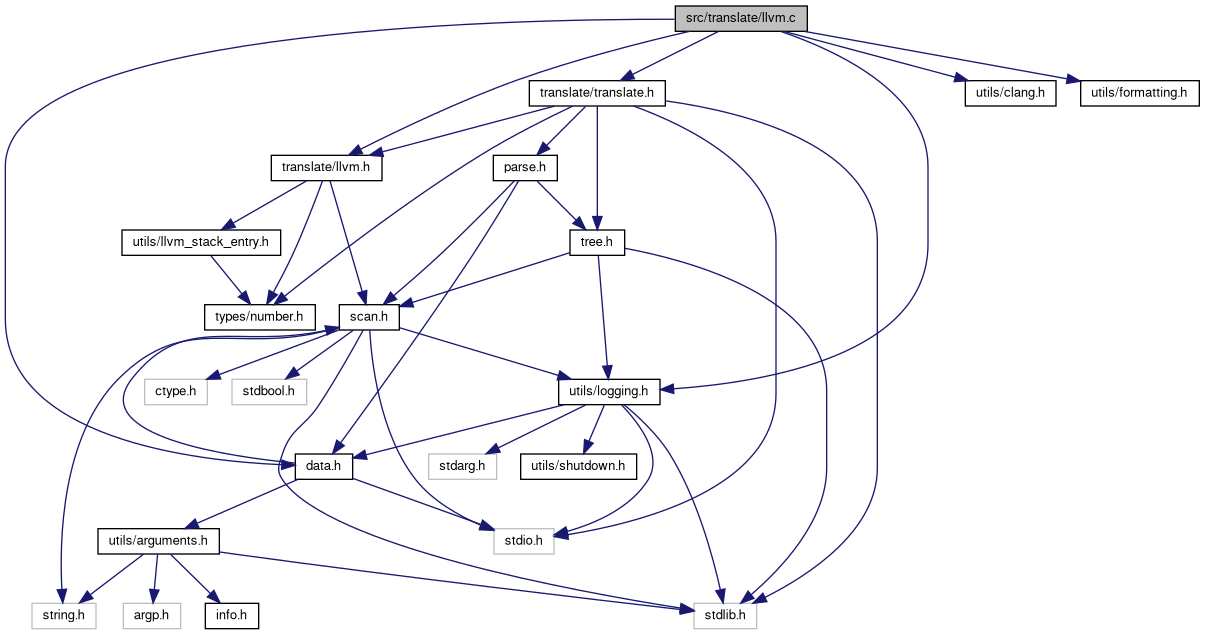 src/translate/llvm.c
translate/translate.h
utils/clang.h
utils/formatting.h
translate/llvm.h
parse.h
utils/llvm_stack_entry.h
tree.h
types/number.h
scan.h
ctype.h
stdbool.h
utils/logging.h
data.h
stdarg.h
utils/shutdown.h
utils/arguments.h
stdio.h
string.h
argp.h
info.h
stdlib.h